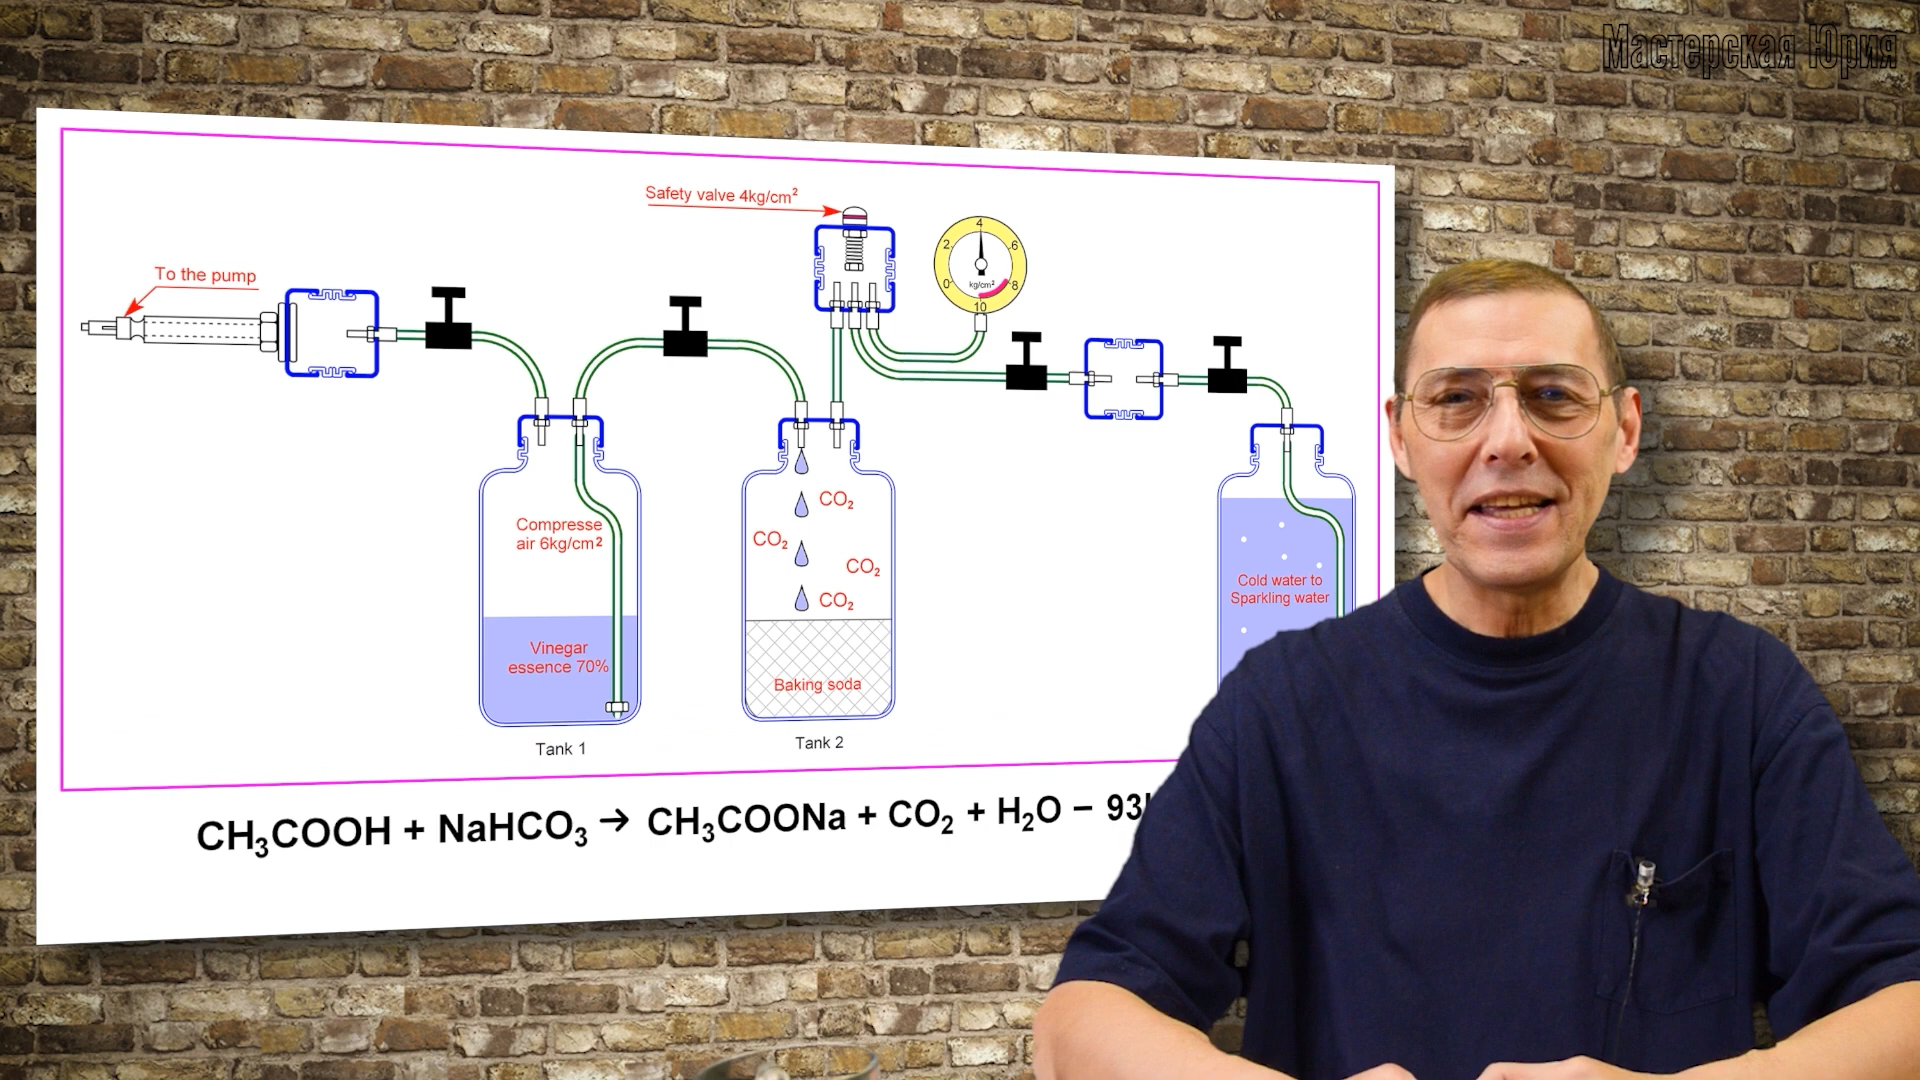 Мастерская Юрия
Safety valve 4kg/cm²
To the pump
4
2
6
0
kg/cm²
8
10
Compresse
air 6kg/cm²
CO₂
CO₂
CO₂
CO₂
Cold water to
Sparkling water
Vinegar
essence 70%
Baking soda
Tank 1
Tank 2
CH₃COOH + NaHCO₃ → CH₃COONa + CO₂ + H₂O − 93